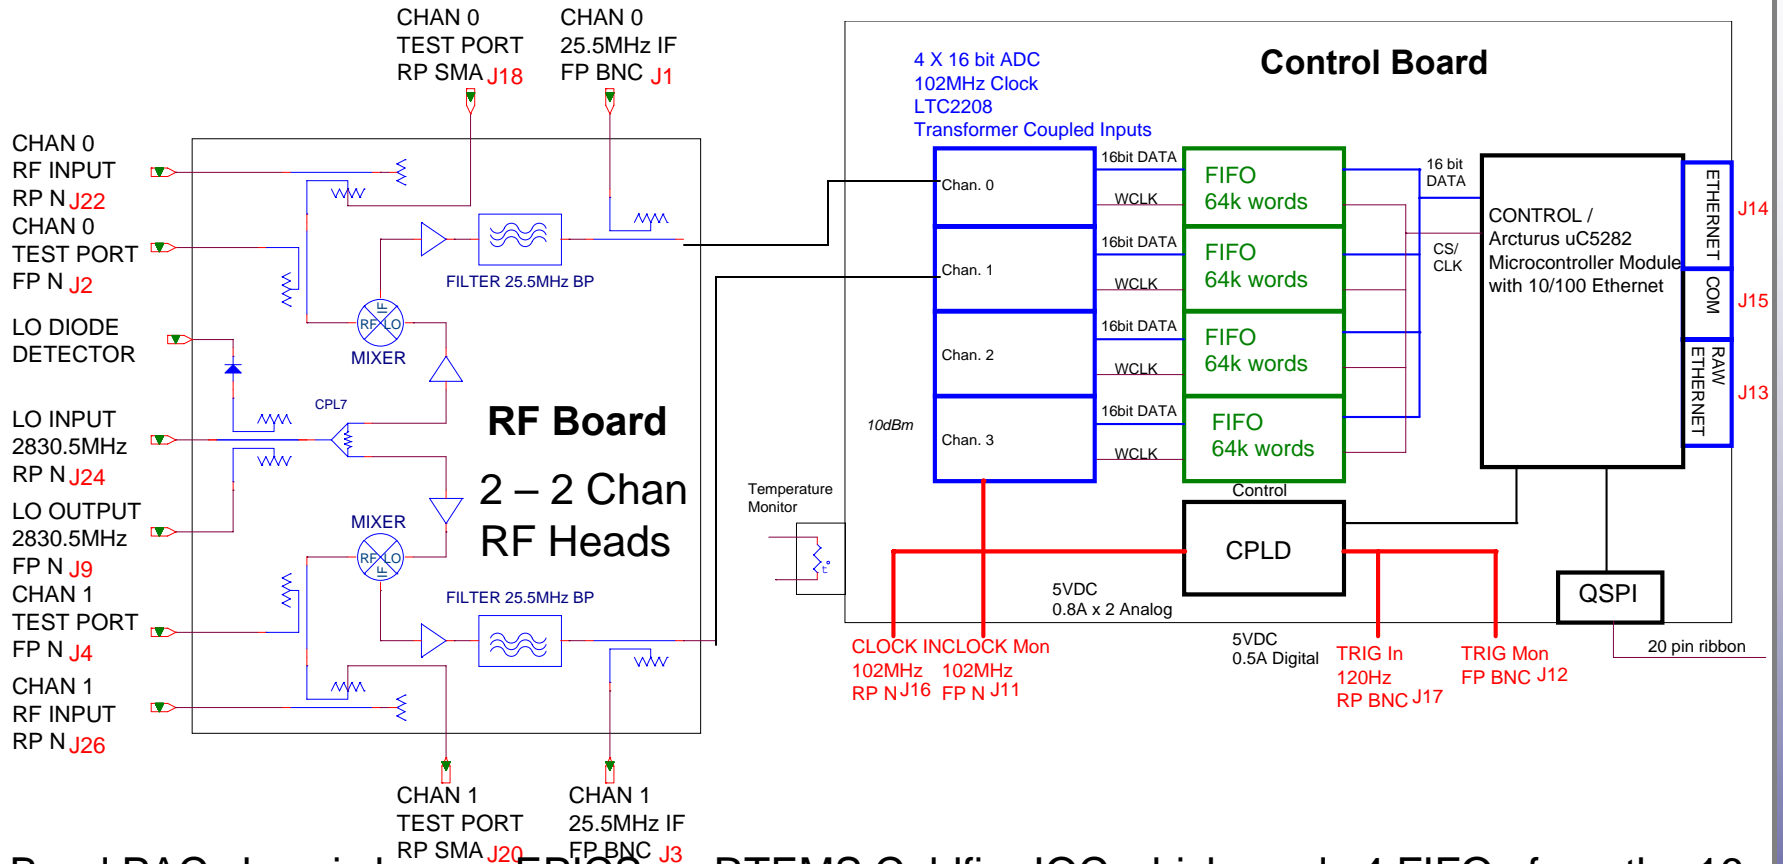 CHAN 0
TEST PORT
RP SMA J18
CHAN 0
25.5MHz IF
FP BNC J1
CHAN 0
RF INPUT
RP N J22
CHAN 0
TEST PORT
FP N J2
LO DIODE
DETECTOR
LO INPUT
2830.5MHz
RP N J24
LO OUTPUT
2830.5MHz
FP N J9
CHAN 1
TEST PORT
FP N J4
CHAN 1
RF INPUT
RP N J26
FILTER 25.5MHz BP
IF
RF LO
MIXER
CPL7
RF Board
2 – 2 Chan
RF Heads
MIXER
RF LO
IF
FILTER 25.5MHz BP
CHAN 1
TEST PORT
RP SMA J20
CHAN 1
25.5MHz IF
FP BNC J3
Control Board
4 X 16 bit ADC
102MHz Clock
LTC2208
Transformer Coupled Inputs
Chan. 0
Chan. 1
Chan. 2
Chan. 3
10dBm
16bit DATA
WCLK
16bit DATA
WCLK
16bit DATA
WCLK
16bit DATA
WCLK
FIFO
64k words
FIFO
64k words
FIFO
64k words
FIFO
64k words
16 bit
DATA
CS/
CLK
CONTROL /
Arcturus uC5282
Microcontroller Module
with 10/100 Ethernet
ETHERNET
J14
COM
J15
RAW
ETHERNET
J13
Temperature
Monitor
t°
Control
CPLD
QSPI
20 pin ribbon
5VDC
0.8A x 2 Analog
5VDC
0.5A Digital
CLOCK IN
102MHz
RP N J16
CLOCK Mon
102MHz
FP N J11
TRIG In
120Hz
RP BNC J17
TRIG Mon
FP BNC J12